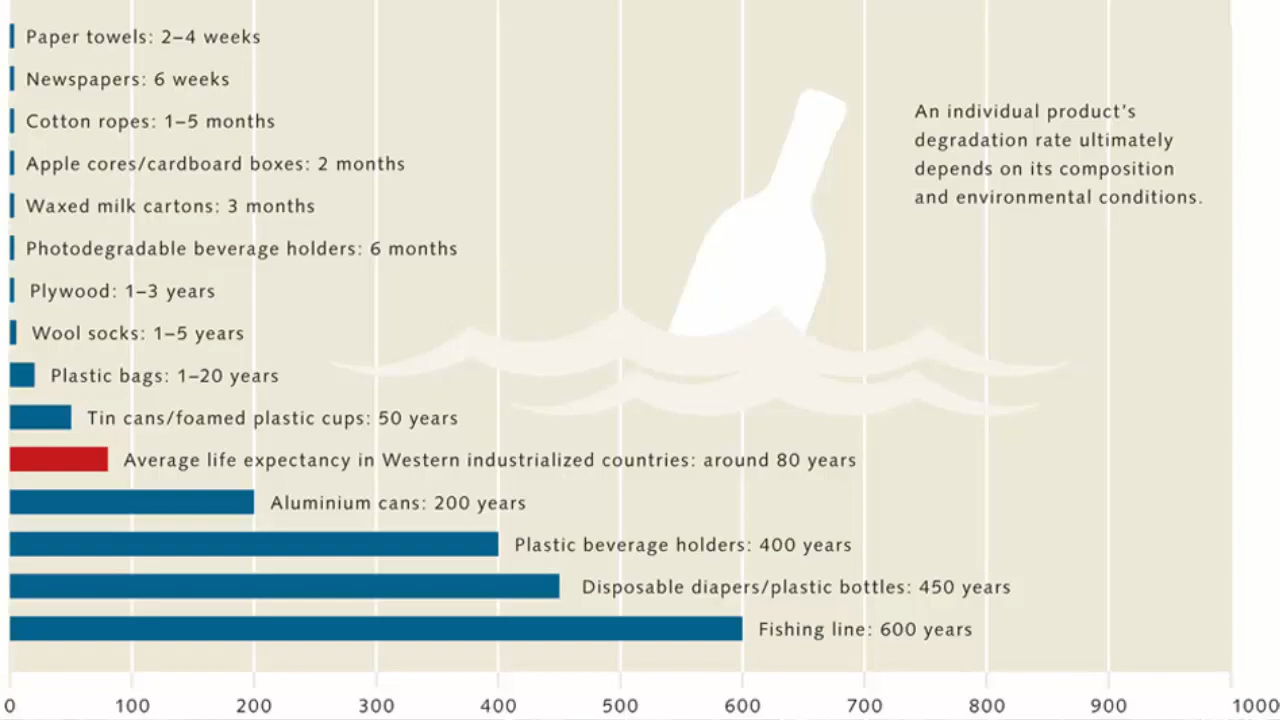 Paper towels: 2–4 weeks
Newspapers: 6 weeks
Cotton ropes: 1–5 months
Apple cores/cardboard boxes: 2 months
Waxed milk cartons: 3 months
Photodegradable beverage holders: 6 months
Plywood: 1–3 years
Wool socks: 1–5 years
Plastic bags: 1–20 years
Tin cans/foamed plastic cups: 50 years
Average life expectancy in Western industrialized countries: around 80 years
Aluminium cans: 200 years
Plastic beverage holders: 400 years
Disposable diapers/plastic bottles: 450 years
Fishing line: 600 years
An individual product’s
degradation rate ultimately
depends on its composition
and environmental conditions.
0 100 200 300 400 500 600 700 800 900 1000